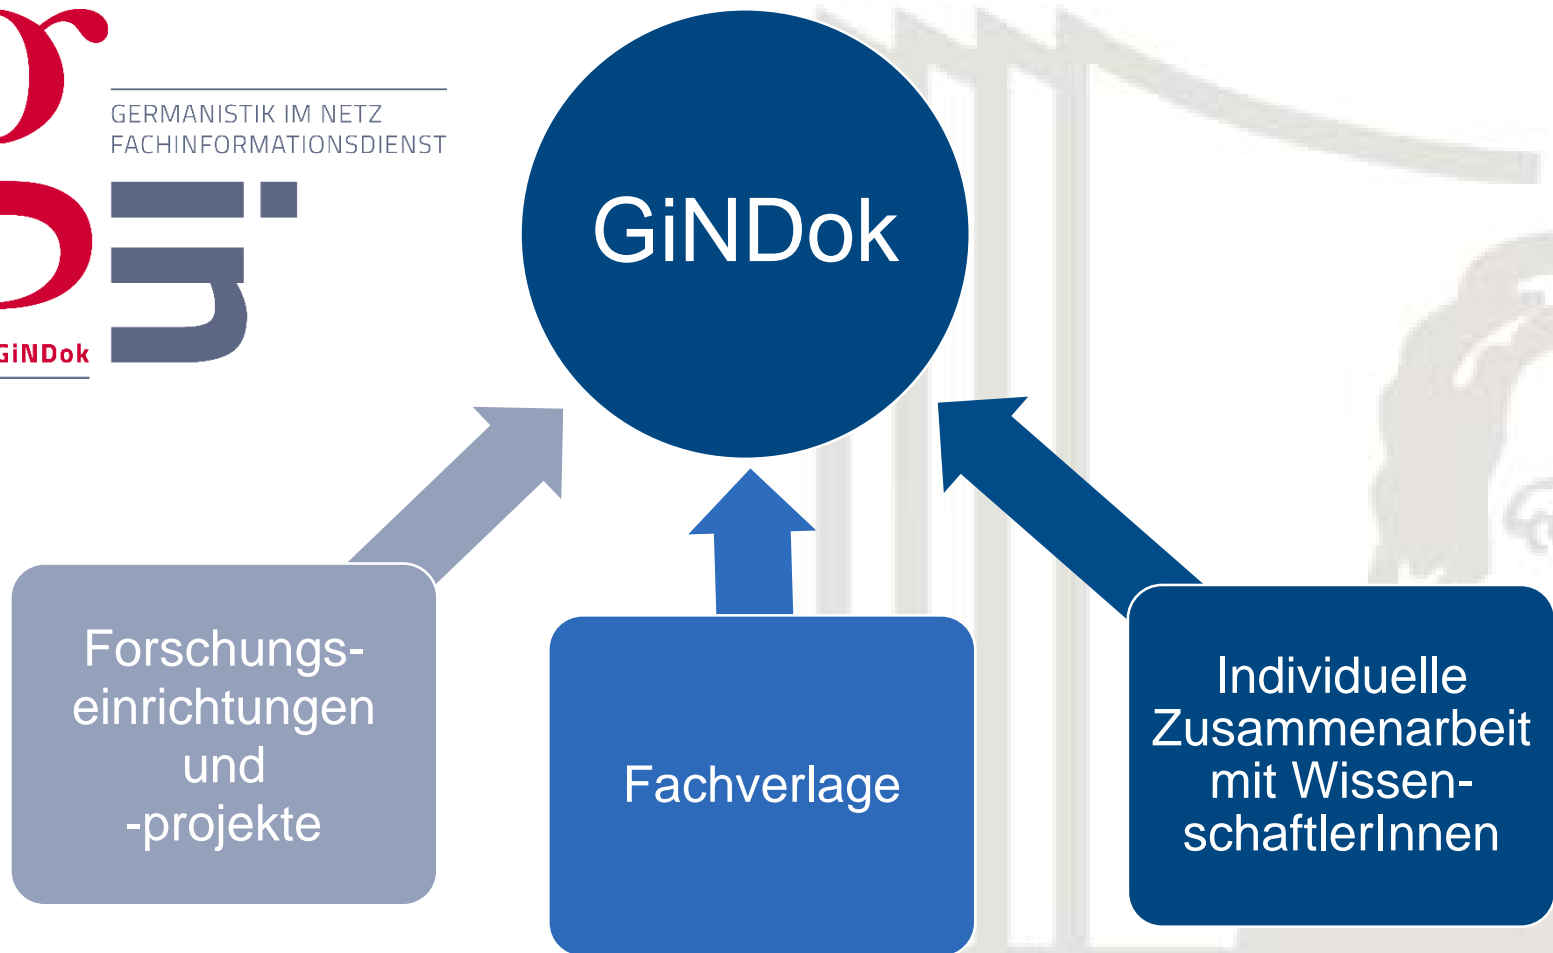 GERMANISTIK IM NETZ
FACHINFORMATIONSDIENST
GiNDok
GiNDok
Forschungs-
einrichtungen
und
-projekte
Fachverlage
Individuelle
Zusammenarbeit
mit Wissen-
schaftlerInnen